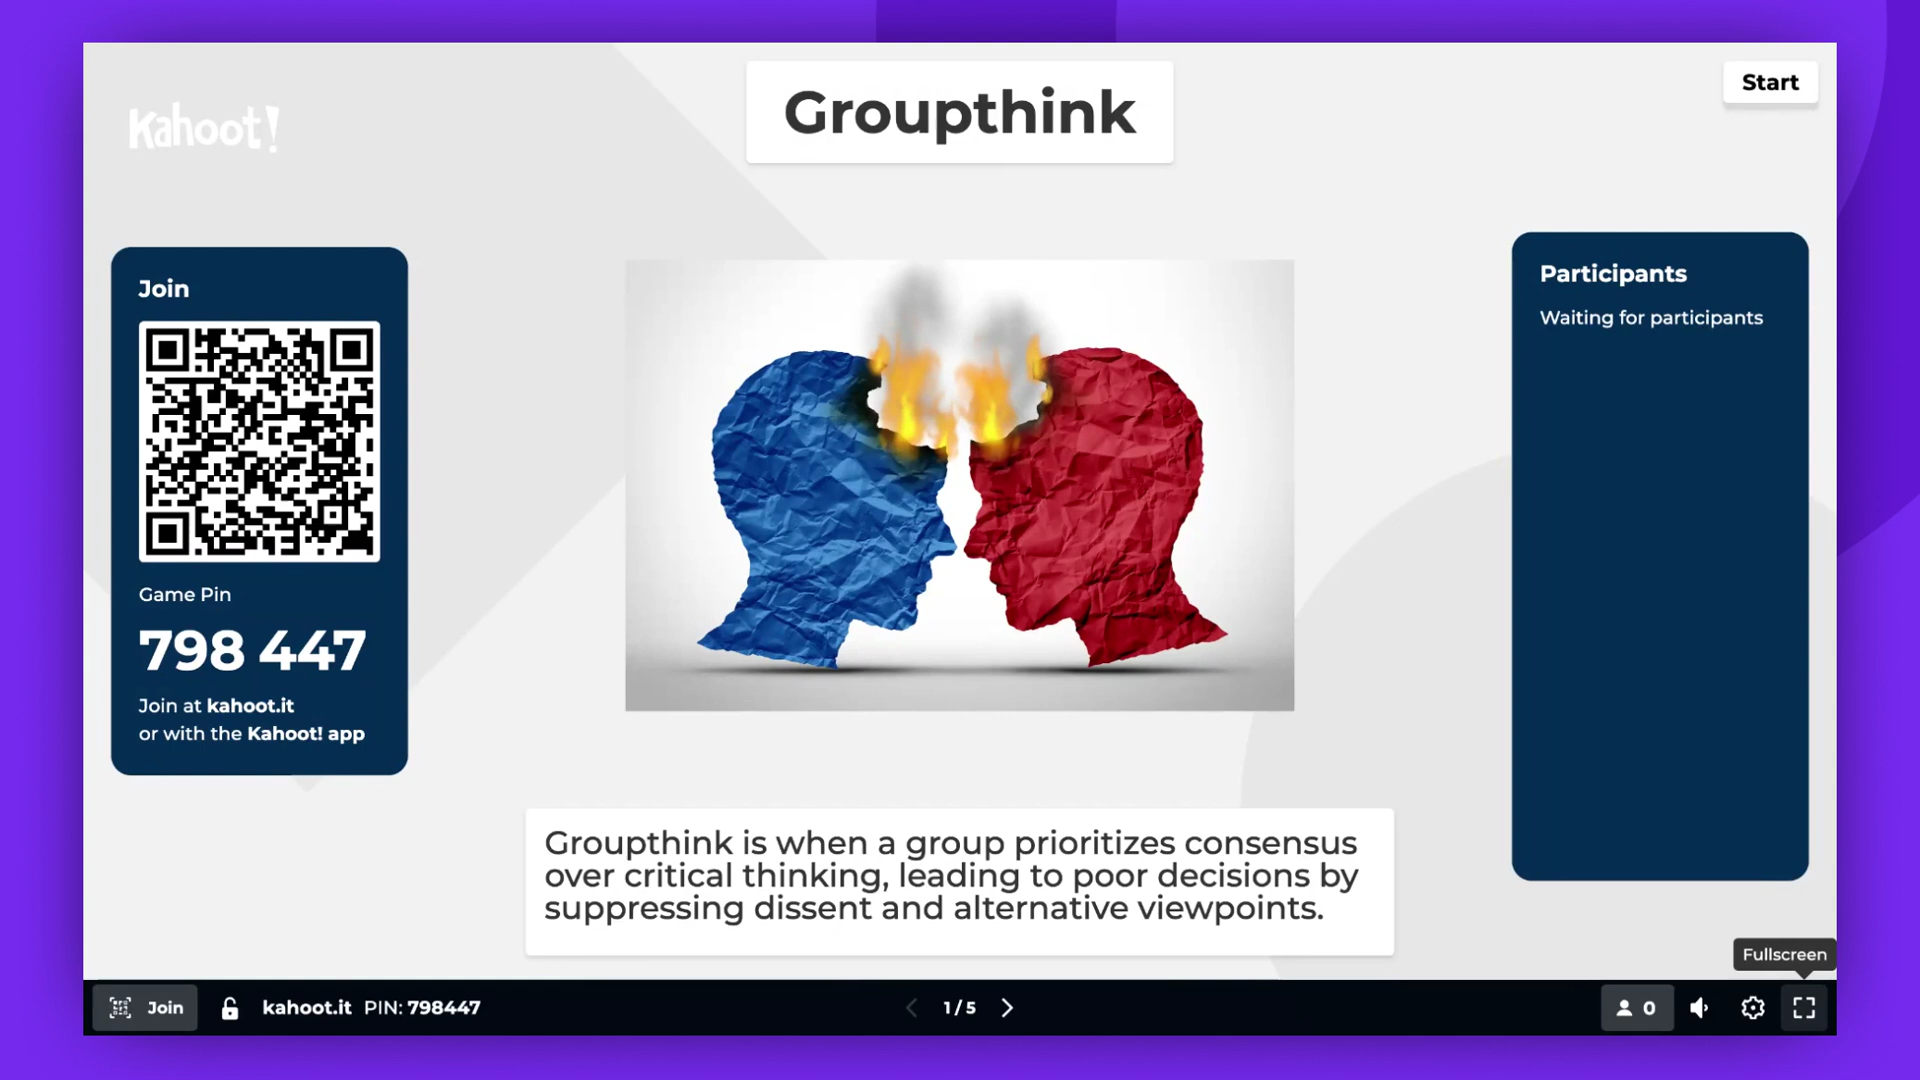 Kahoot!
Groupthink
Start
Join
Game Pin
798 447
Join at kahoot.it
or with the Kahoot! app
Participants
Waiting for participants
Groupthink is when a group prioritizes consensus
over critical thinking, leading to poor decisions by
suppressing dissent and alternative viewpoints.
Fullscreen
Join
kahoot.it PIN: 798447
1 / 5
0